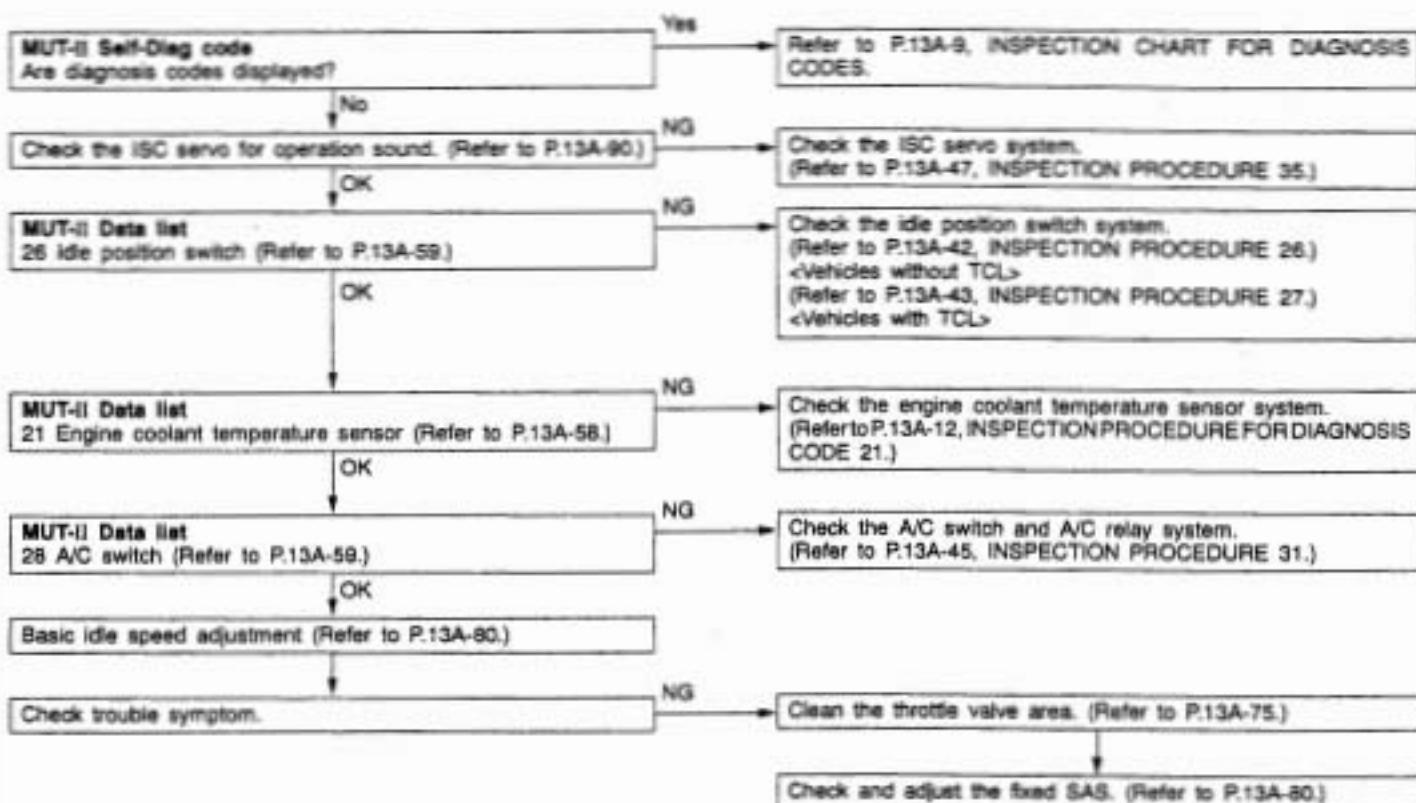 MUT-II Self-Diag code
Are diagnosis codes displayed?
Yes
Refer to P.13A-9, INSPECTION CHART FOR DIAGNOSIS
CODES.
No
Check the ISC servo for operation sound. (Refer to P.13A-90.)
NG
Check the ISC servo system.
(Refer to P.13A-47, INSPECTION PROCEDURE 35.)
OK
MUT-II Data list
26 Idle position switch (Refer to P.13A-59.)
NG
Check the idle position switch system.
(Refer to P.13A-42, INSPECTION PROCEDURE 26.)
<Vehicles without TCL>
(Refer to P.13A-43, INSPECTION PROCEDURE 27.)
<Vehicles with TCL>
OK
MUT-II Data list
21 Engine coolant temperature sensor (Refer to P.13A-58.)
NG
Check the engine coolant temperature sensor system.
(Refer to P.13A-12, INSPECTION PROCEDURE FOR DIAGNOSIS
CODE 21.)
OK
MUT-II Data list
28 A/C switch (Refer to P.13A-59.)
NG
Check the A/C switch and A/C relay system.
(Refer to P.13A-45, INSPECTION PROCEDURE 31.)
OK
Basic idle speed adjustment (Refer to P.13A-80.)
Check trouble symptom.
NG
Clean the throttle valve area. (Refer to P.13A-75.)
Check and adjust the fixed SAS. (Refer to P.13A-80.)